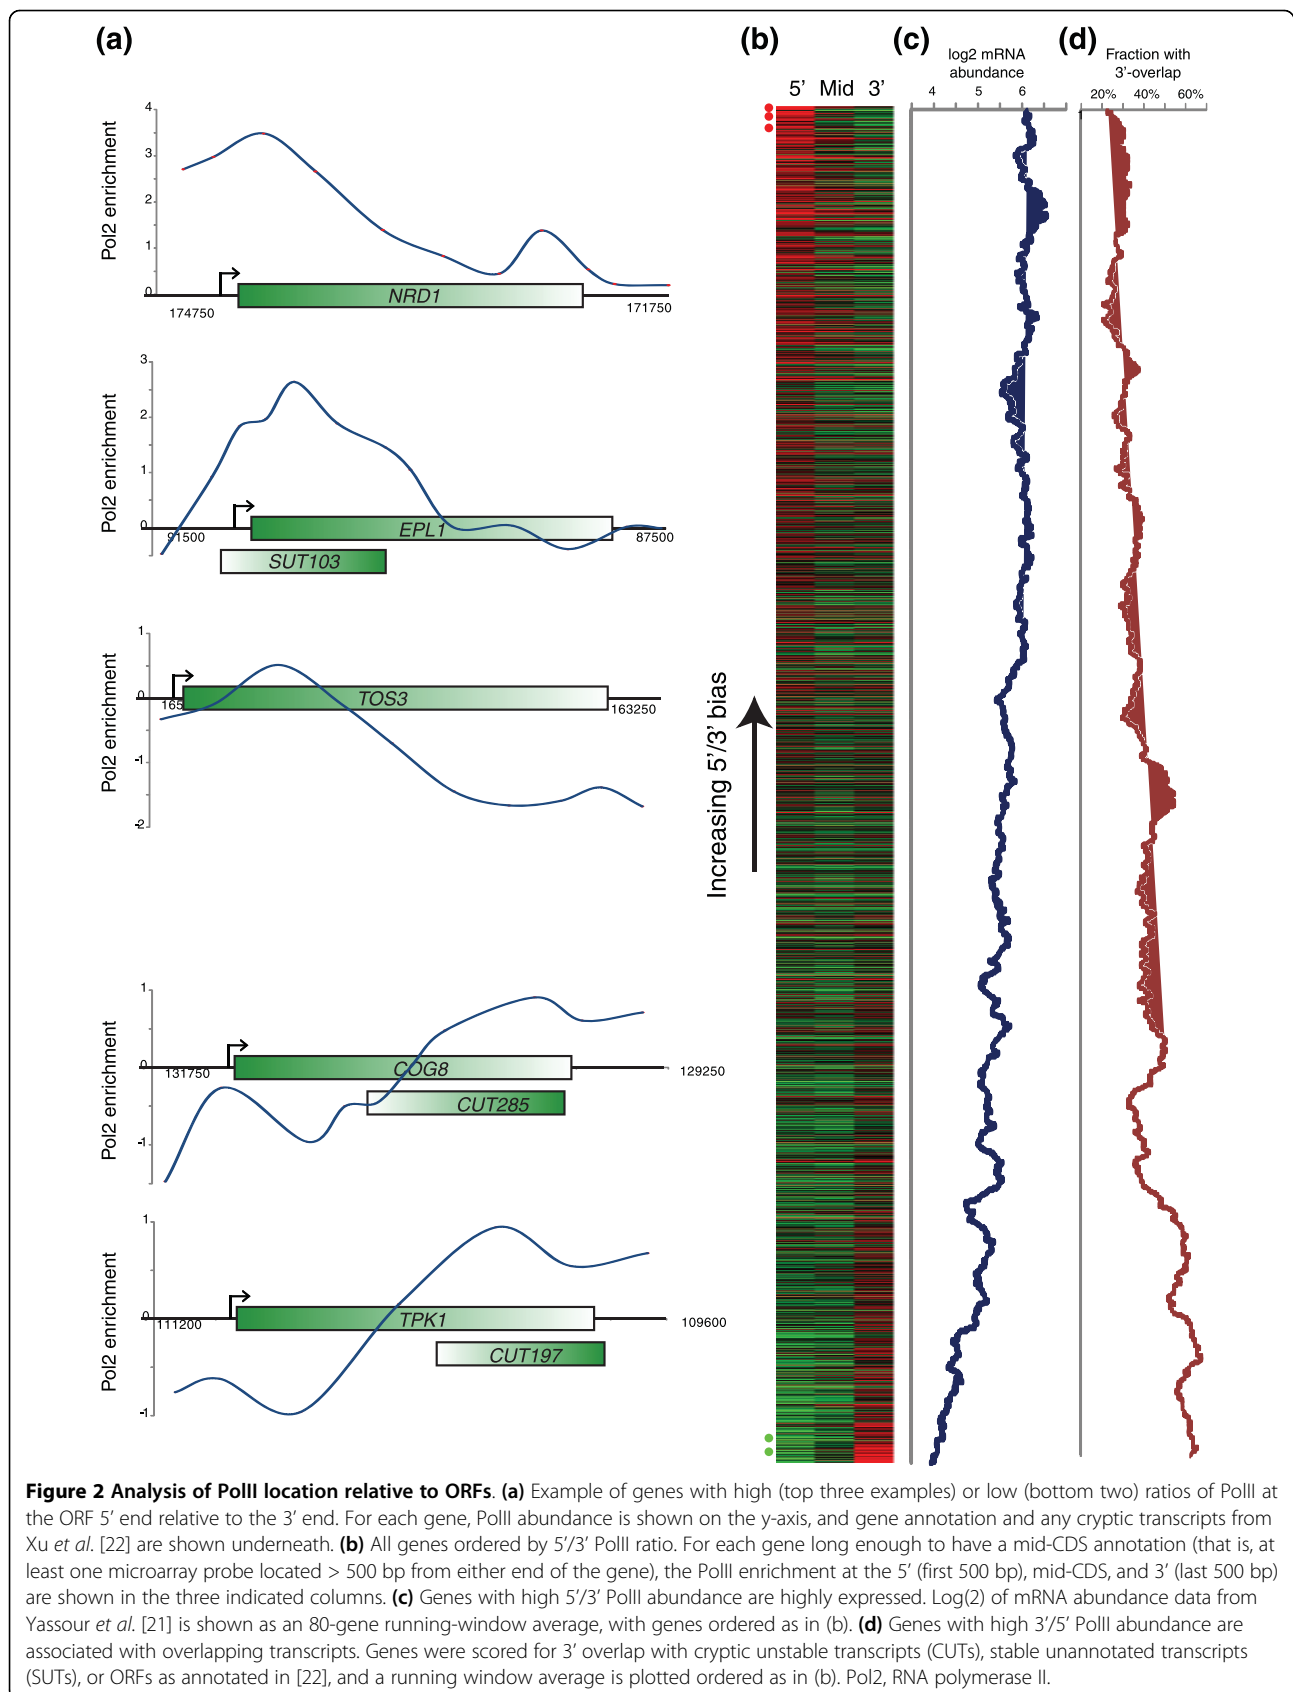 (a)
(b)
(c)
(d)
5’ Mid 3’
log2 mRNA
abundance
4 5 6
Fraction with
3’-overlap
20% 40% 60%
1
Pol2 enrichment
4
3
2
1
0
NRD1
174750
171750
Pol2 enrichment
3
2
1
0
EPL1
91500
87500
SUT103
Pol2 enrichment
1
0
-1
-2
TOS3
165
163250
Increasing 5’/3’ bias
Pol2 enrichment
1
0
-1
COG8
131750
129250
CUT285
Pol2 enrichment
1
0
-1
TPK1
111200
109600
CUT197
Figure 2 Analysis of PolII location relative to ORFs. (a) Example of genes with high (top three examples) or low (bottom two) ratios of PolII at
the ORF 5’ end relative to the 3’ end. For each gene, PolII abundance is shown on the y-axis, and gene annotation and any cryptic transcripts from
Xu et al. [22] are shown underneath. (b) All genes ordered by 5’/3’ PolII ratio. For each gene long enough to have a mid-CDS annotation (that is, at
least one microarray probe located > 500 bp from either end of the gene), the PolII enrichment at the 5’ (first 500 bp), mid-CDS, and 3’ (last 500 bp)
are shown in the three indicated columns. (c) Genes with high 5’/3’ PolII abundance are highly expressed. Log(2) of mRNA abundance data from
Yassour et al. [21] is shown as an 80-gene running-window average, with genes ordered as in (b). (d) Genes with high 3’/5’ PolII abundance are
associated with overlapping transcripts. Genes were scored for 3’ overlap with cryptic unstable transcripts (CUTs), stable unannotated transcripts
(SUTs), or ORFs as annotated in [22], and a running window average is plotted ordered as in (b). Pol2, RNA polymerase II.